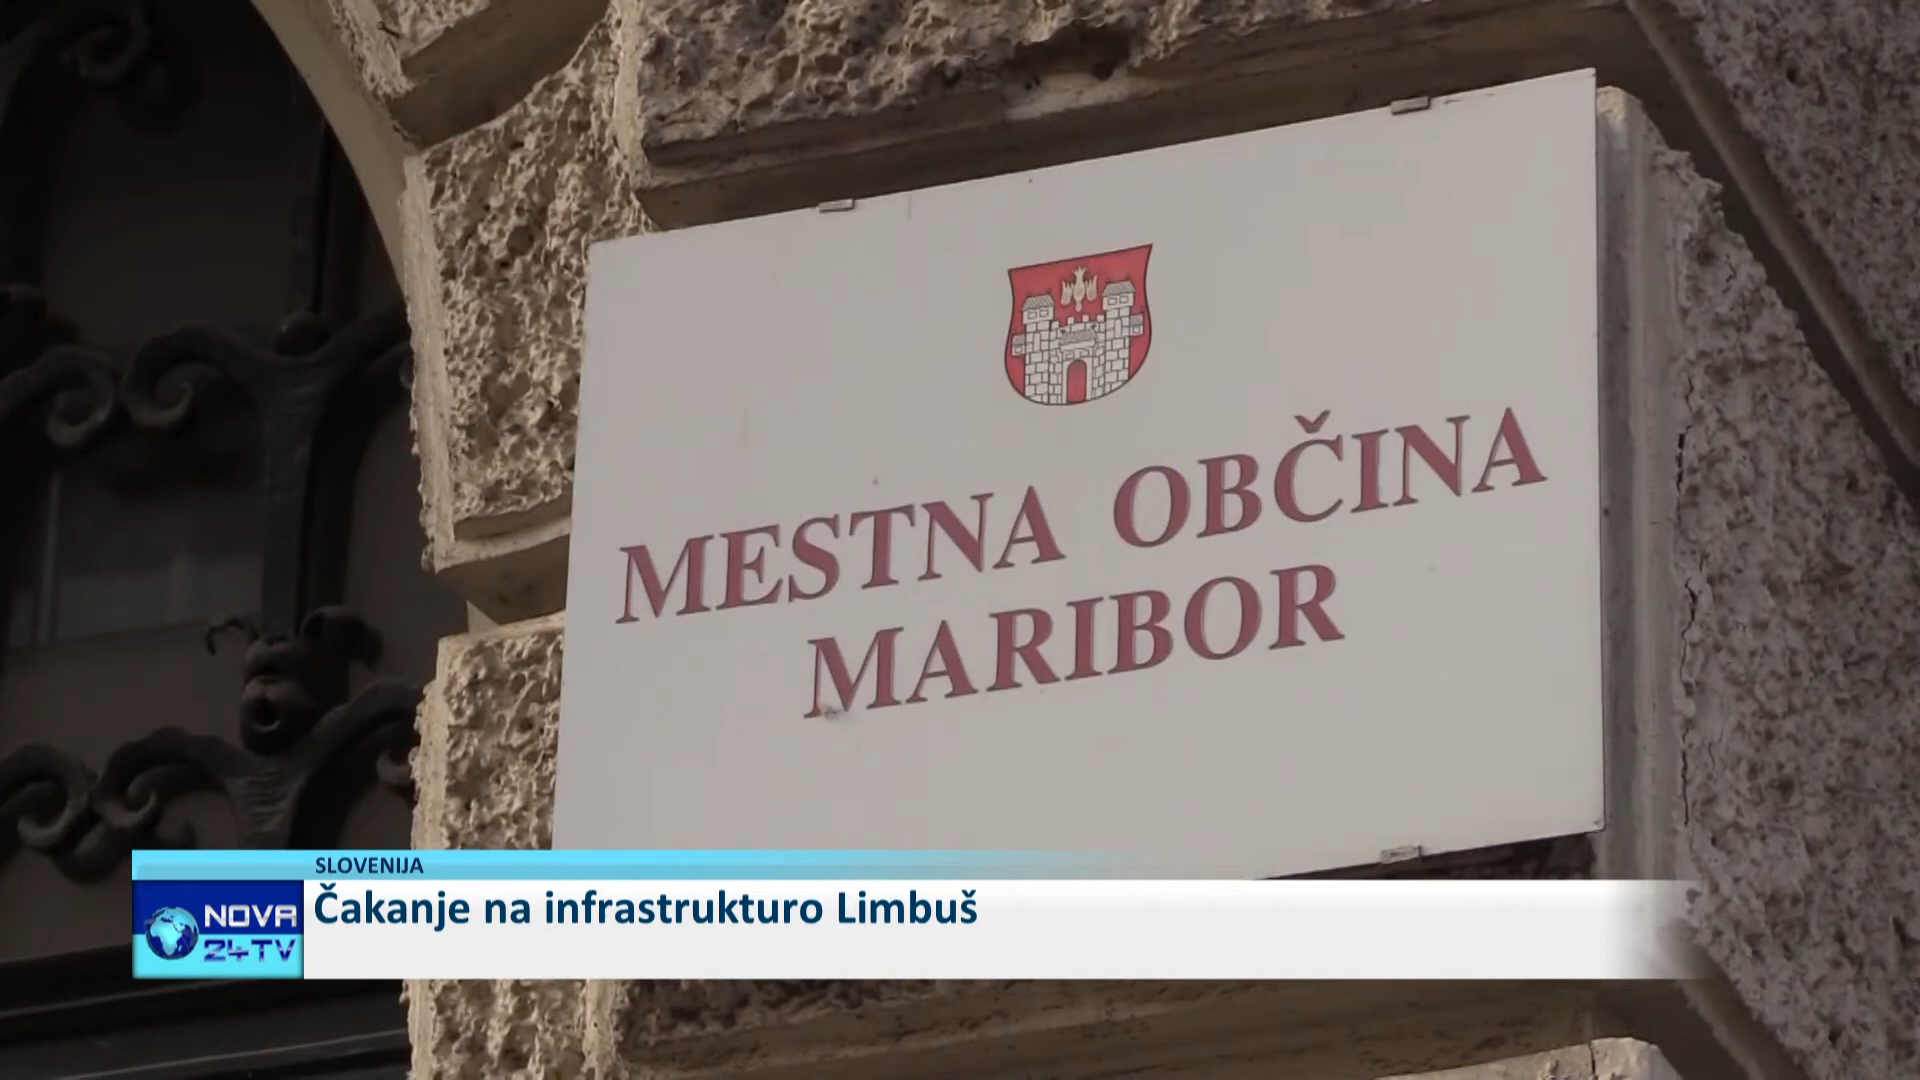 MESTNA OBČINA
MARIBOR
SLOVENIJA
Čakanje na infrastrukturo Limbuš
NOVA
24TV